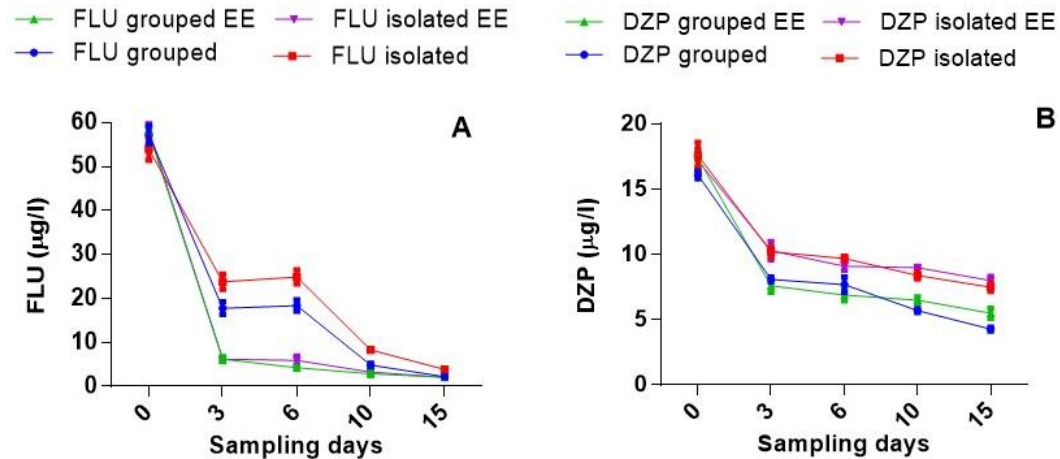 FLU grouped EE FLU isolated EE
FLU grouped FLU isolated
A
FLU (µg/l)
60
50
40
30
20
10
0
0 3 6 10 15
Sampling days
DZP grouped EE DZP isolated EE
DZP grouped DZP isolated
B
DZP (µg/l)
20
15
10
5
0
0 3 6 10 15
Sampling days